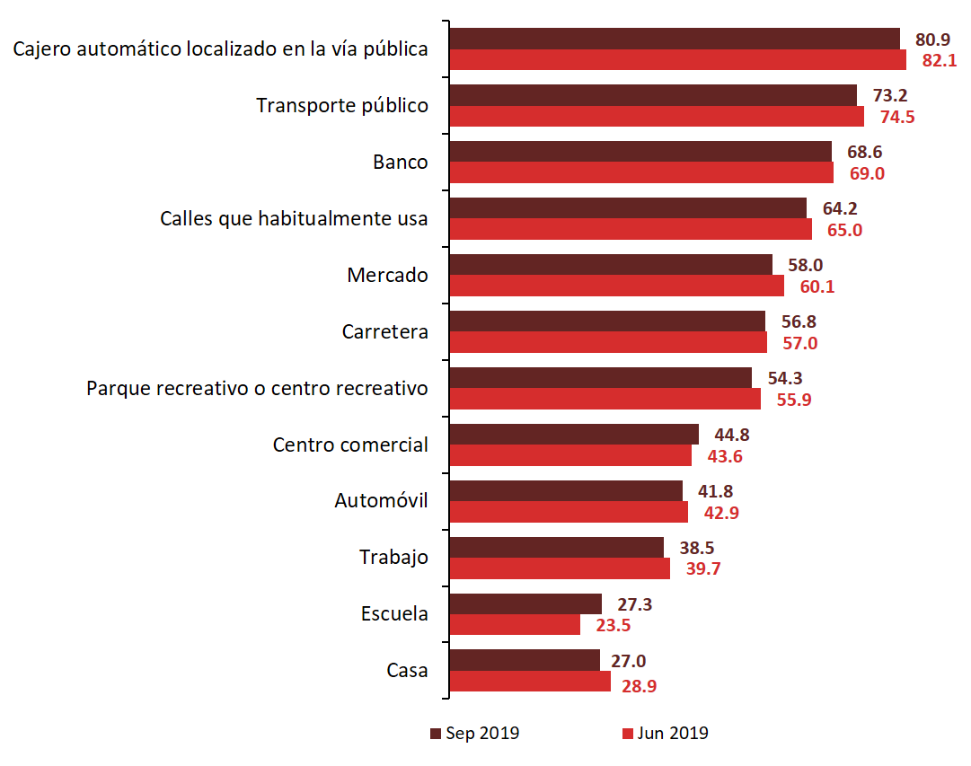 Cajero automático localizado en la vía pública
80.9
82.1
Transporte público
73.2
74.5
Banco
68.6
69.0
Calles que habitualmente usa
64.2
65.0
Mercado
58.0
60.1
Carretera
56.8
57.0
Parque recreativo o centro recreativo
54.3
55.9
Centro comercial
44.8
43.6
Automóvil
41.8
42.9
Trabajo
38.5
39.7
Escuela
27.3
23.5
Casa
27.0
28.9
Sep 2019 Jun 2019